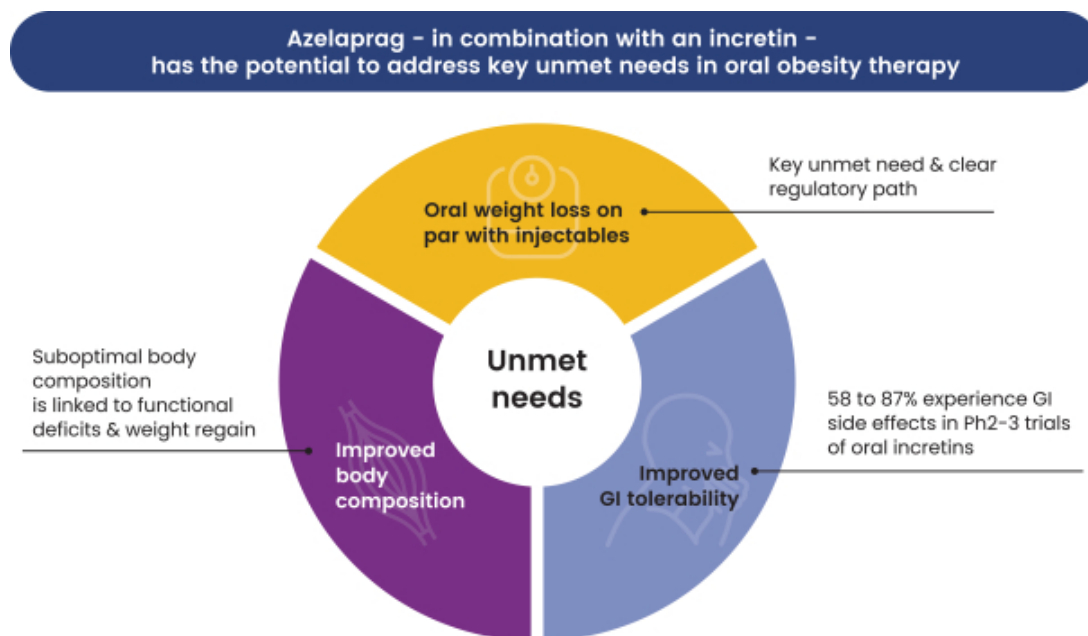 Azelaprag - in combination with an incretin -
has the potential to address key unmet needs in oral obesity therapy
Key unmet need & clear
regulatory path
Oral weight loss on
par with injectables
Unmet
needs
Suboptimal body
composition
is linked to functional
deficits & weight regain
Improved
body
composition
58 to 87% experience GI
side effects in Ph2-3 trials
of oral incretins
Improved
GI tolerability